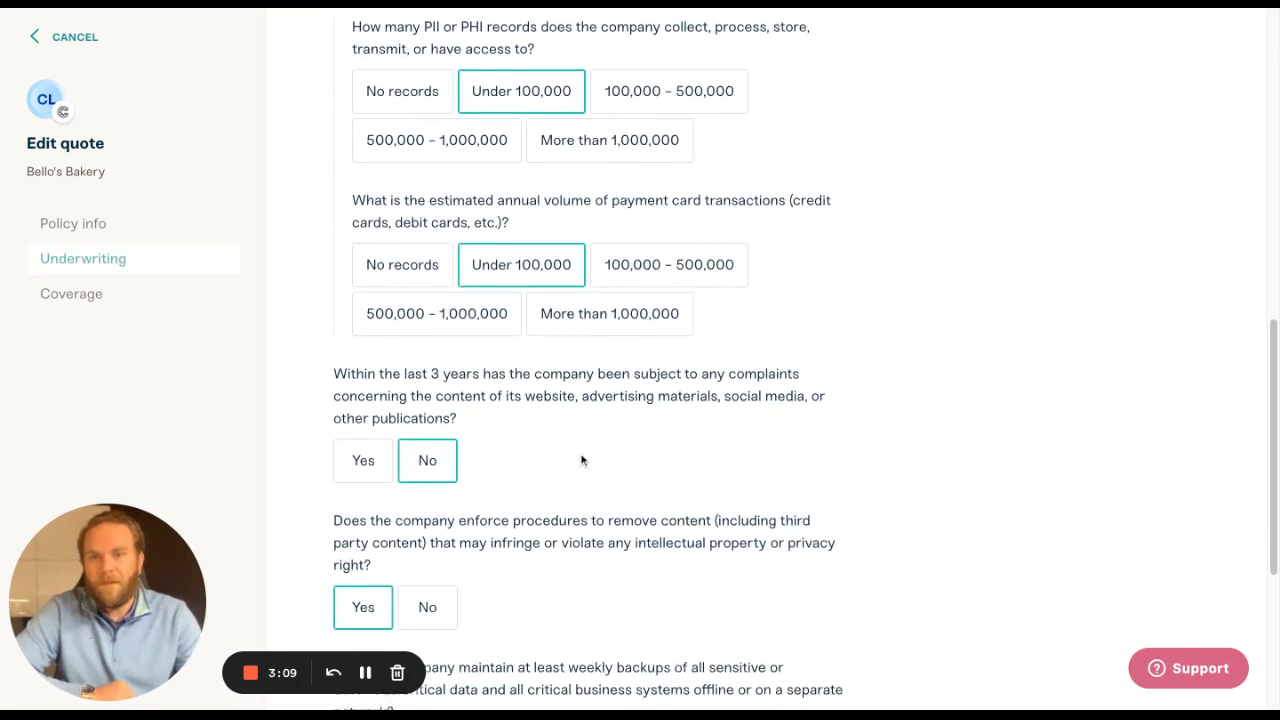 CANCEL
CL
Edit quote
Bello's Bakery
Policy info
Underwriting
Coverage
How many PII or PHI records does the company collect, process, store,
transmit, or have access to?
No records
Under 100,000
100,000 – 500,000
500,000 – 1,000,000
More than 1,000,000
What is the estimated annual volume of payment card transactions (credit
cards, debit cards, etc.)?
No records
Under 100,000
100,000 – 500,000
500,000 – 1,000,000
More than 1,000,000
Within the last 3 years has the company been subject to any complaints
concerning the content of its website, advertising materials, social media, or
other publications?
Yes
No
Does the company enforce procedures to remove content (including third
party content) that may infringe or violate any intellectual property or privacy
right?
Yes
No
maintain at least weekly backups of all sensitive or
data and all critical business systems offline or on a separate
3:09
Support